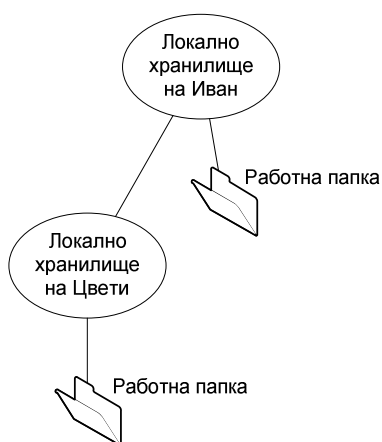 Локално
хранилище
на Иван
Работна папка
Локално
хранилище
на Цвети
Работна папка